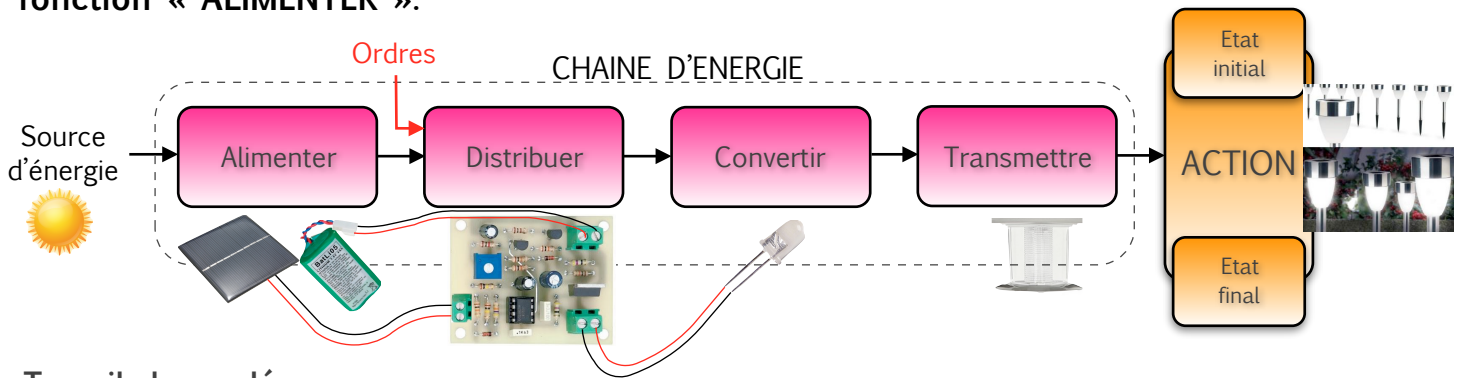 fonction « ALIMENTER ».
Ordres
CHAINE D'ENERGIE
Source
d'énergie
Alimenter
Distribuer
Convertir
Transmettre
Etat
initial
ACTION
Etat
final